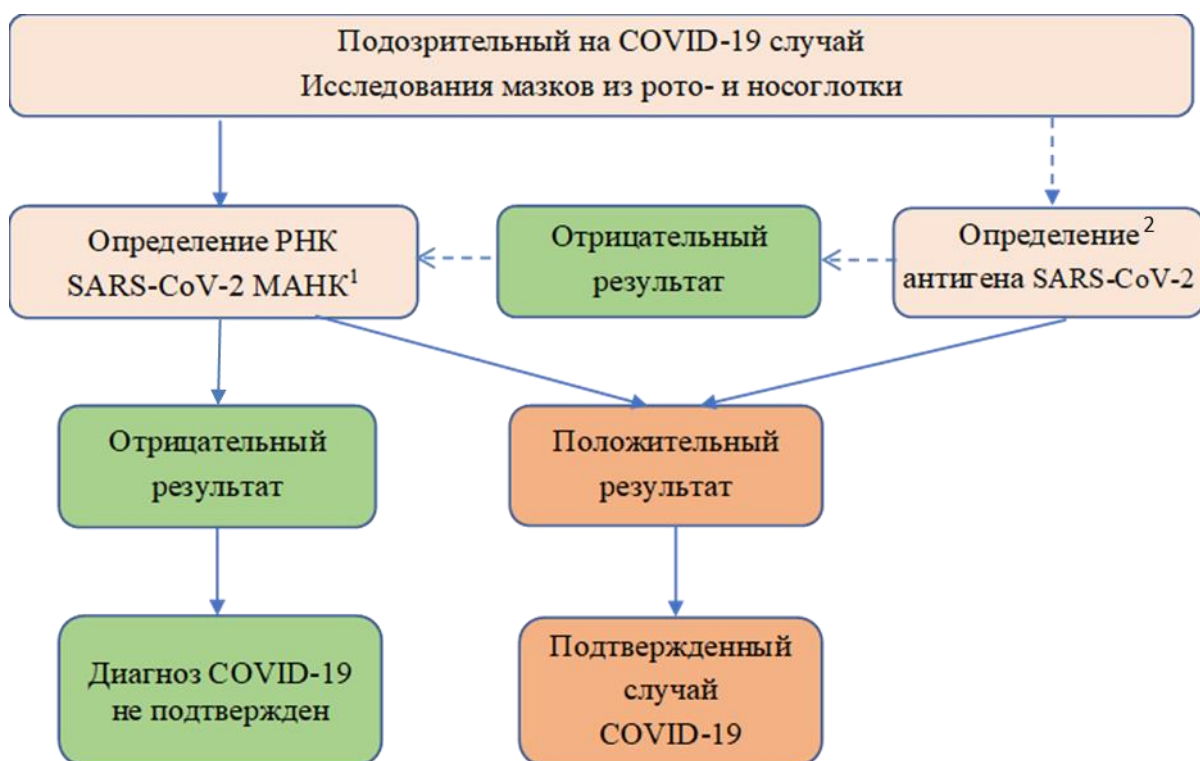 Подозрительный на COVID-19 случай
Исследования мазков из рото- и носоглотки
Определение РНК
SARS-CoV-2 МАНК¹
Отрицательный
результат
Определение²
антигена SARS-CoV-2
Отрицательный
результат
Положительный
результат
Диагноз COVID-19
не подтвержден
Подтвержденный
случай
COVID-19